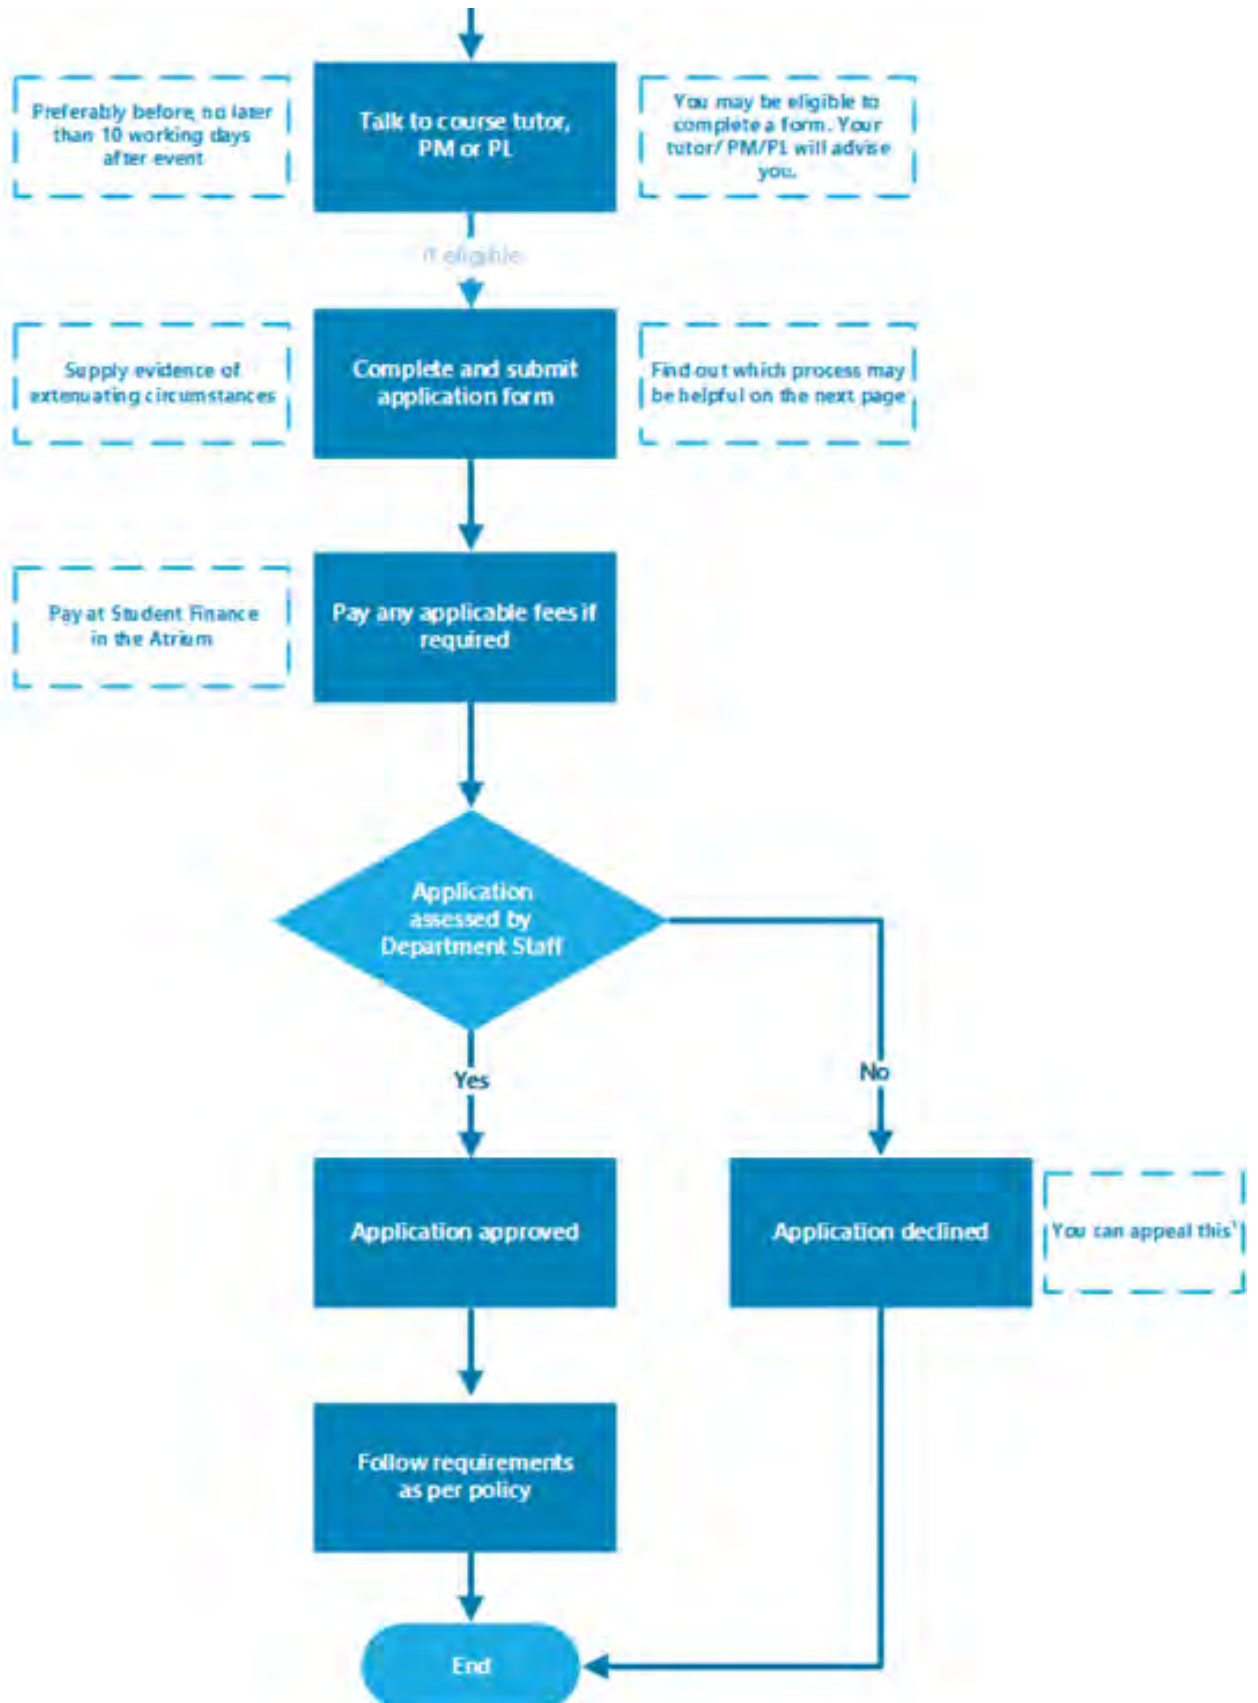 Preferably before, no later
than 10 working days
after event
Talk to course tutor,
PM or PL
You may be eligible to
complete a form. Your
tutor/ PM/PL will advise
you.
If eligible
Supply evidence of
extenuating circumstances
Complete and submit
application form
Find out which process may
be helpful on the next page
Pay at Student Finance
in the Atrium
Pay any applicable fees if
required
Application
assessed by
Department Staff
Yes
No
Application approved
Application declined
You can appeal this
Follow requirements
as per policy
End